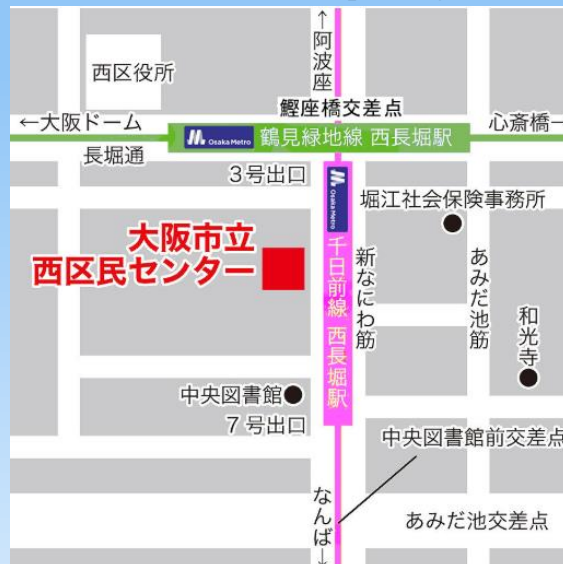 ↑阿波座
西区役所
鰹座橋交差点
←大阪ドーム
Osaka Metro
鶴見緑地線 西長堀駅
心斎橋→
長堀通
3号出口
Osaka Metro
千日前線 西長堀駅
堀江社会保険事務所
大阪市立
西区民センター
新なにわ筋
あみだ池筋
和光寺
中央図書館
7号出口
中央図書館前交差点
なんば→
あみだ池交差点